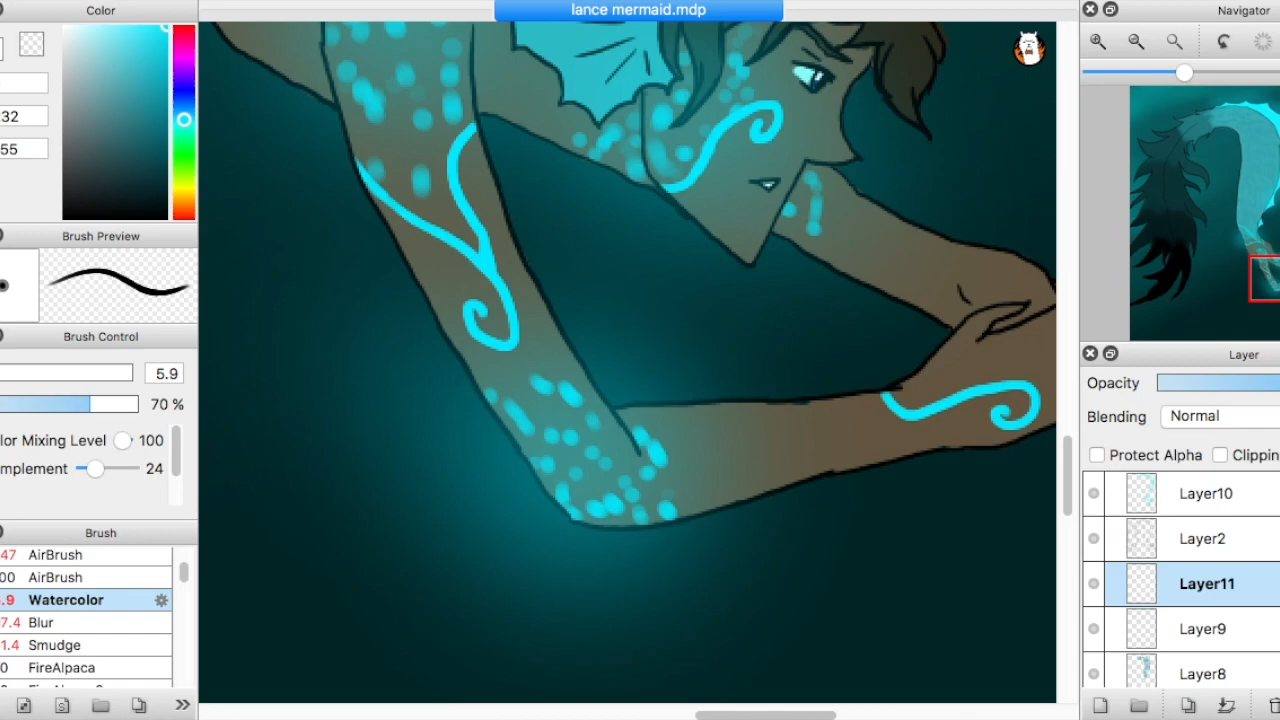 Color
lance mermaid.mdp
Navigator
32
55
Brush Preview
Brush Control
5.9
70 %
lor Mixing Level 100
mplement 24
Brush
47 AirBrush
00 AirBrush
.9 Watercolor
7.4 Blur
1.4 Smudge
0 FireAlpaca
Layer
Opacity
Blending Normal
Protect Alpha Clippin
Layer10
Layer2
Layer11
Layer9
Layer8